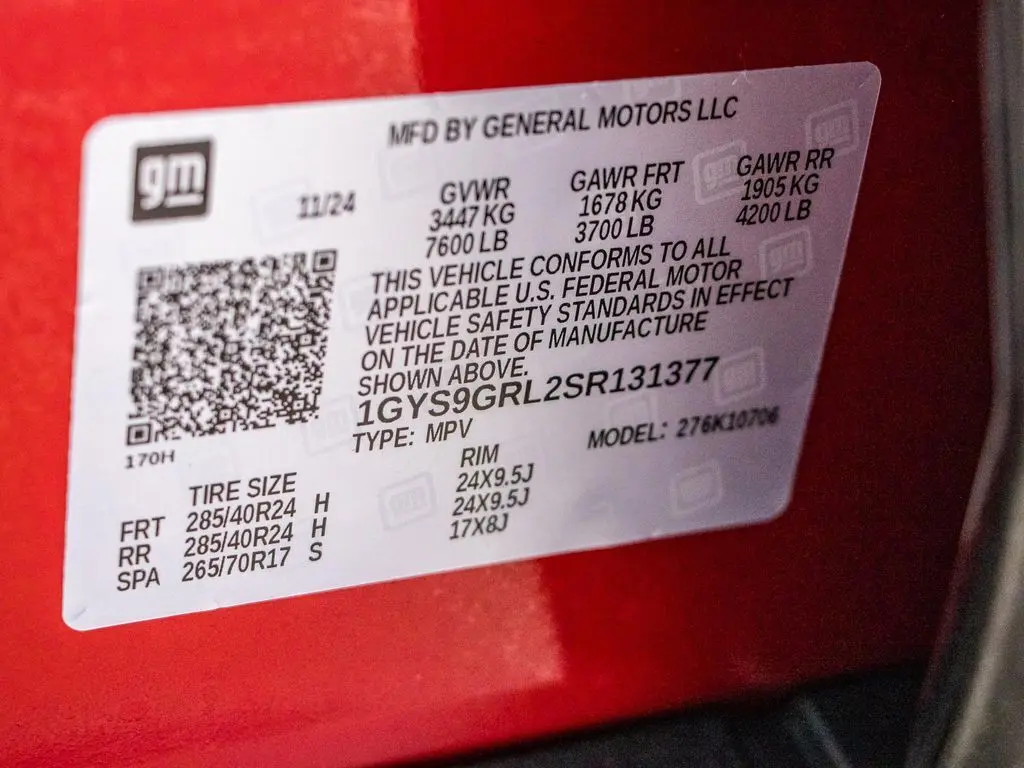 gm
MFD BY GENERAL MOTORS LLC
11/24
GVWR
3447 KG
7600 LB
GAWR FRT
1678 KG
3700 LB
GAWR RR
1905 KG
4200 LB
THIS VEHICLE CONFORMS TO ALL
APPLICABLE U.S. FEDERAL MOTOR
VEHICLE SAFETY STANDARDS IN EFFECT
ON THE DATE OF MANUFACTURE
SHOWN ABOVE.
1GYS9GRL2SR131377
TYPE: MPV MODEL: 276K10706
170H
TIRE SIZE RIM
FRT 285/40R24 H 24X9.5J
RR 285/40R24 H 24X9.5J
SPA 265/70R17 S 17X8J